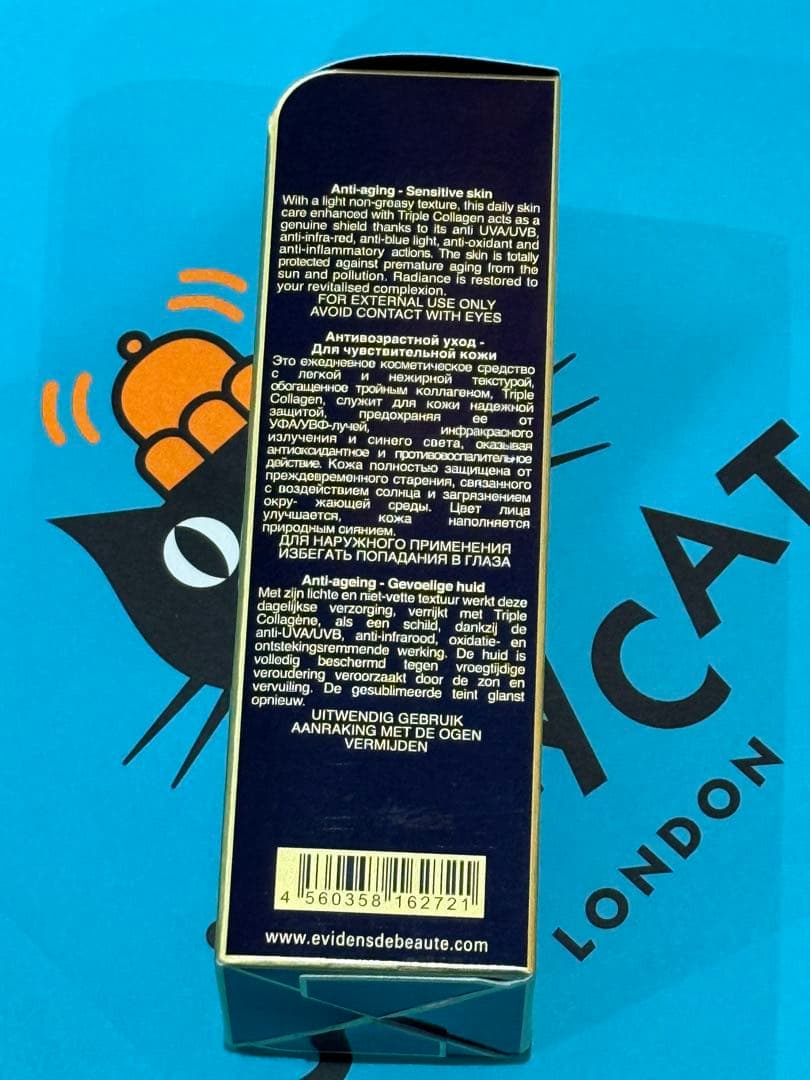 Anti-aging - Sensitive skin
With a light non-greasy texture, this daily skin
care enhanced with Triple Collagen acts as a
genuine shield thanks to its anti UVA/UVB,
anti-infra-red, anti-blue light, anti-oxidant and
anti-inflammatory actions. The skin is totally
protected against premature aging from the
sun and pollution. Radiance is restored to
your revitalised complexion.
FOR EXTERNAL USE ONLY
AVOID CONTACT WITH EYES
Антивозрастной уход -
Для чувствительной кожи
Это ежедневное косметическое средство
с легкой и нежирной текстурой,
обогащенное тройным коллагеном, Triple
Collagen, служит для кожи надежной
защитой, предохраняя ее от
УФА/УВФ-лучей, инфракрасного
излучения и синего света, оказывая
антиоксидантное и противовоспалительное
действие. Кожа полностью защищена от
преждевременного старения, связанного
с воздействием солнца и загрязнением
окру- жающей среды. Цвет лица
улучшается, кожа наполняется
природным сиянием.
ДЛЯ НАРУЖНОГО ПРИМЕНЕНИЯ
ИЗБЕГАТЬ ПОПАДАНИЯ В ГЛАЗА
Anti-ageing - Gevoelige huid
Met zijn lichte en niet-vette textuur werkt deze
dagelijkse verzorging, verrijkt met Triple
Collagène, als een schild, dankzij de
anti-UVA/UVB, anti-infrarood, oxidatie- en
ontstekingsremmende werking. De huid is
volledig beschermd tegen vroegtijdige
veroudering veroorzaakt door de zon en
vervuiling. De gesublimeerde teint glanst
opnieuw.
UITWENDIG GEBRUIK
AANRAKING MET DE OGEN
VERMIJDEN
4 560358 162721
www.evidensdebeaute.com
YCAT
LONDON